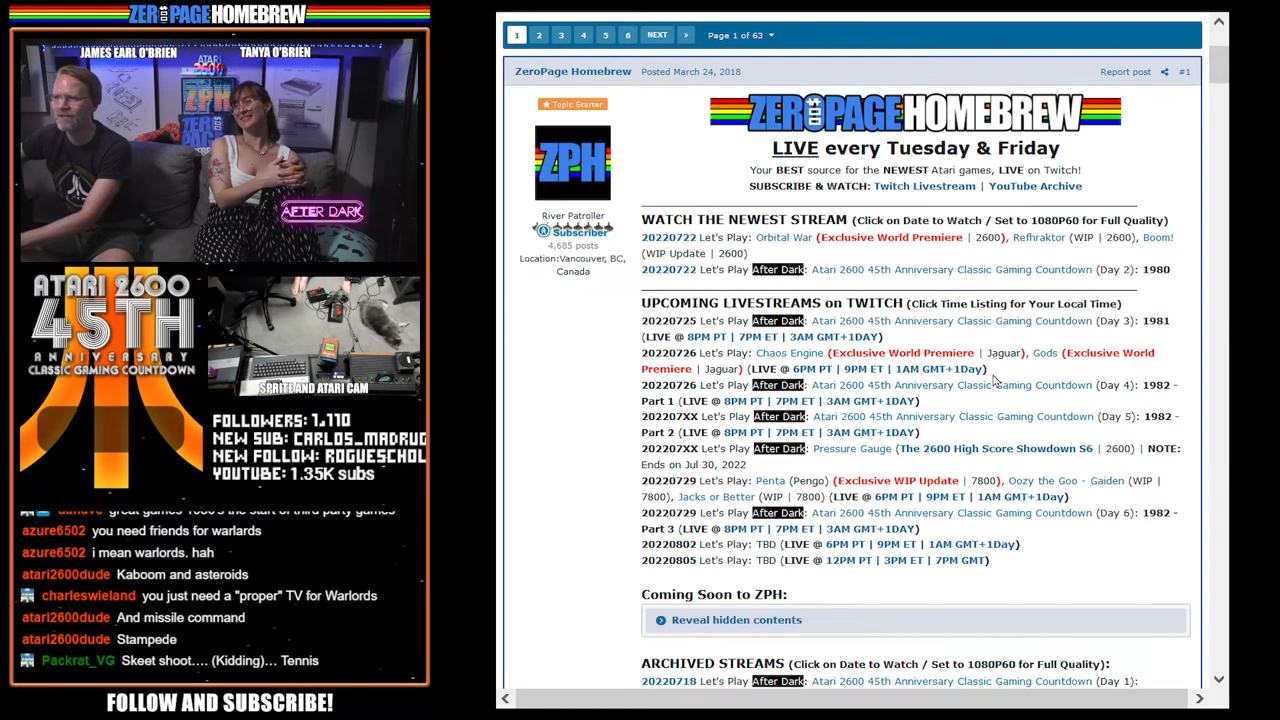 ZEROPAGE HOMEBREW
JAMES EARL O'BRIEN
TANYA O'BRIEN
ATARI
2600
ZPH
AFTER DARK
ATARI 2600
45TH
ANNIVERSARY
CLASSIC GAMING COUNTDOWN
SPRITE AND ATARI CAM
FOLLOWERS: 1,110
NEW SUB: CARLOS_MADRUG
NEW FOLLOW: ROGUESCHOL
YOUTUBE: 1.35K subs
azure6502 you need friends for warlards
azure6502 i mean warlords. hah
atari2600dude Kaboom and asteroids
charleswieland you just need a "proper" TV for Warlords
atari2600dude And missile command
atari2600dude Stampede
Packrat_VG Skeet shoot.... (Kidding)... Tennis
FOLLOW AND SUBSCRIBE!
1 2 3 4 5 6 NEXT » Page 1 of 63
ZeroPage Homebrew Posted March 24, 2018 Report post #1
Topic Starter
ZPH
River Patroller
Subscriber
4,685 posts
Location:Vancouver, BC,
Canada
ZEROPAGEHOMEBREW
LIVE every Tuesday & Friday
Your BEST source for the NEWEST Atari games, LIVE on Twitch!
SUBSCRIBE & WATCH: Twitch Livestream | YouTube Archive
WATCH THE NEWEST STREAM (Click on Date to Watch / Set to 1080P60 for Full Quality)
20220722 Let's Play: Orbital War (Exclusive World Premiere | 2600), Refhraktor (WIP | 2600), Boom!
(WIP Update | 2600)
20220722 Let's Play After Dark: Atari 2600 45th Anniversary Classic Gaming Countdown (Day 2): 1980
UPCOMING LIVESTREAMS on TWITCH (Click Time Listing for Your Local Time)
20220725 Let's Play After Dark: Atari 2600 45th Anniversary Classic Gaming Countdown (Day 3): 1981
(LIVE @ 8PM PT | 7PM ET | 3AM GMT+1DAY)
20220726 Let's Play: Chaos Engine (Exclusive World Premiere | Jaguar), Gods (Exclusive World
Premiere | Jaguar) (LIVE @ 6PM PT | 9PM ET | 1AM GMT+1Day)
20220726 Let's Play After Dark: Atari 2600 45th Anniversary Classic Gaming Countdown (Day 4): 1982 -
Part 1 (LIVE @ 8PM PT | 7PM ET | 3AM GMT+1DAY)
202207XX Let's Play After Dark: Atari 2600 45th Anniversary Classic Gaming Countdown (Day 5): 1982 -
Part 2 (LIVE @ 8PM PT | 7PM ET | 3AM GMT+1DAY)
202207XX Let's Play After Dark: Pressure Gauge (The 2600 High Score Showdown S6 | 2600) | NOTE:
Ends on Jul 30, 2022
20220729 Let's Play: Penta (Pengo) (Exclusive WIP Update | 7800), Oozy the Goo - Gaiden (WIP |
7800), Jacks or Better (WIP | 7800) (LIVE @ 6PM PT | 9PM ET | 1AM GMT+1Day)
20220729 Let's Play After Dark: Atari 2600 45th Anniversary Classic Gaming Countdown (Day 6): 1982 -
Part 3 (LIVE @ 8PM PT | 7PM ET | 3AM GMT+1DAY)
20220802 Let's Play: TBD (LIVE @ 6PM PT | 9PM ET | 1AM GMT+1Day)
20220805 Let's Play: TBD (LIVE @ 12PM PT | 3PM ET | 7PM GMT)
Coming Soon to ZPH:
Reveal hidden contents
ARCHIVED STREAMS (Click on Date to Watch / Set to 1080P60 for Full Quality):
20220718 Let's Play After Dark: Atari 2600 45th Anniversary Classic Gaming Countdown (Day 1):